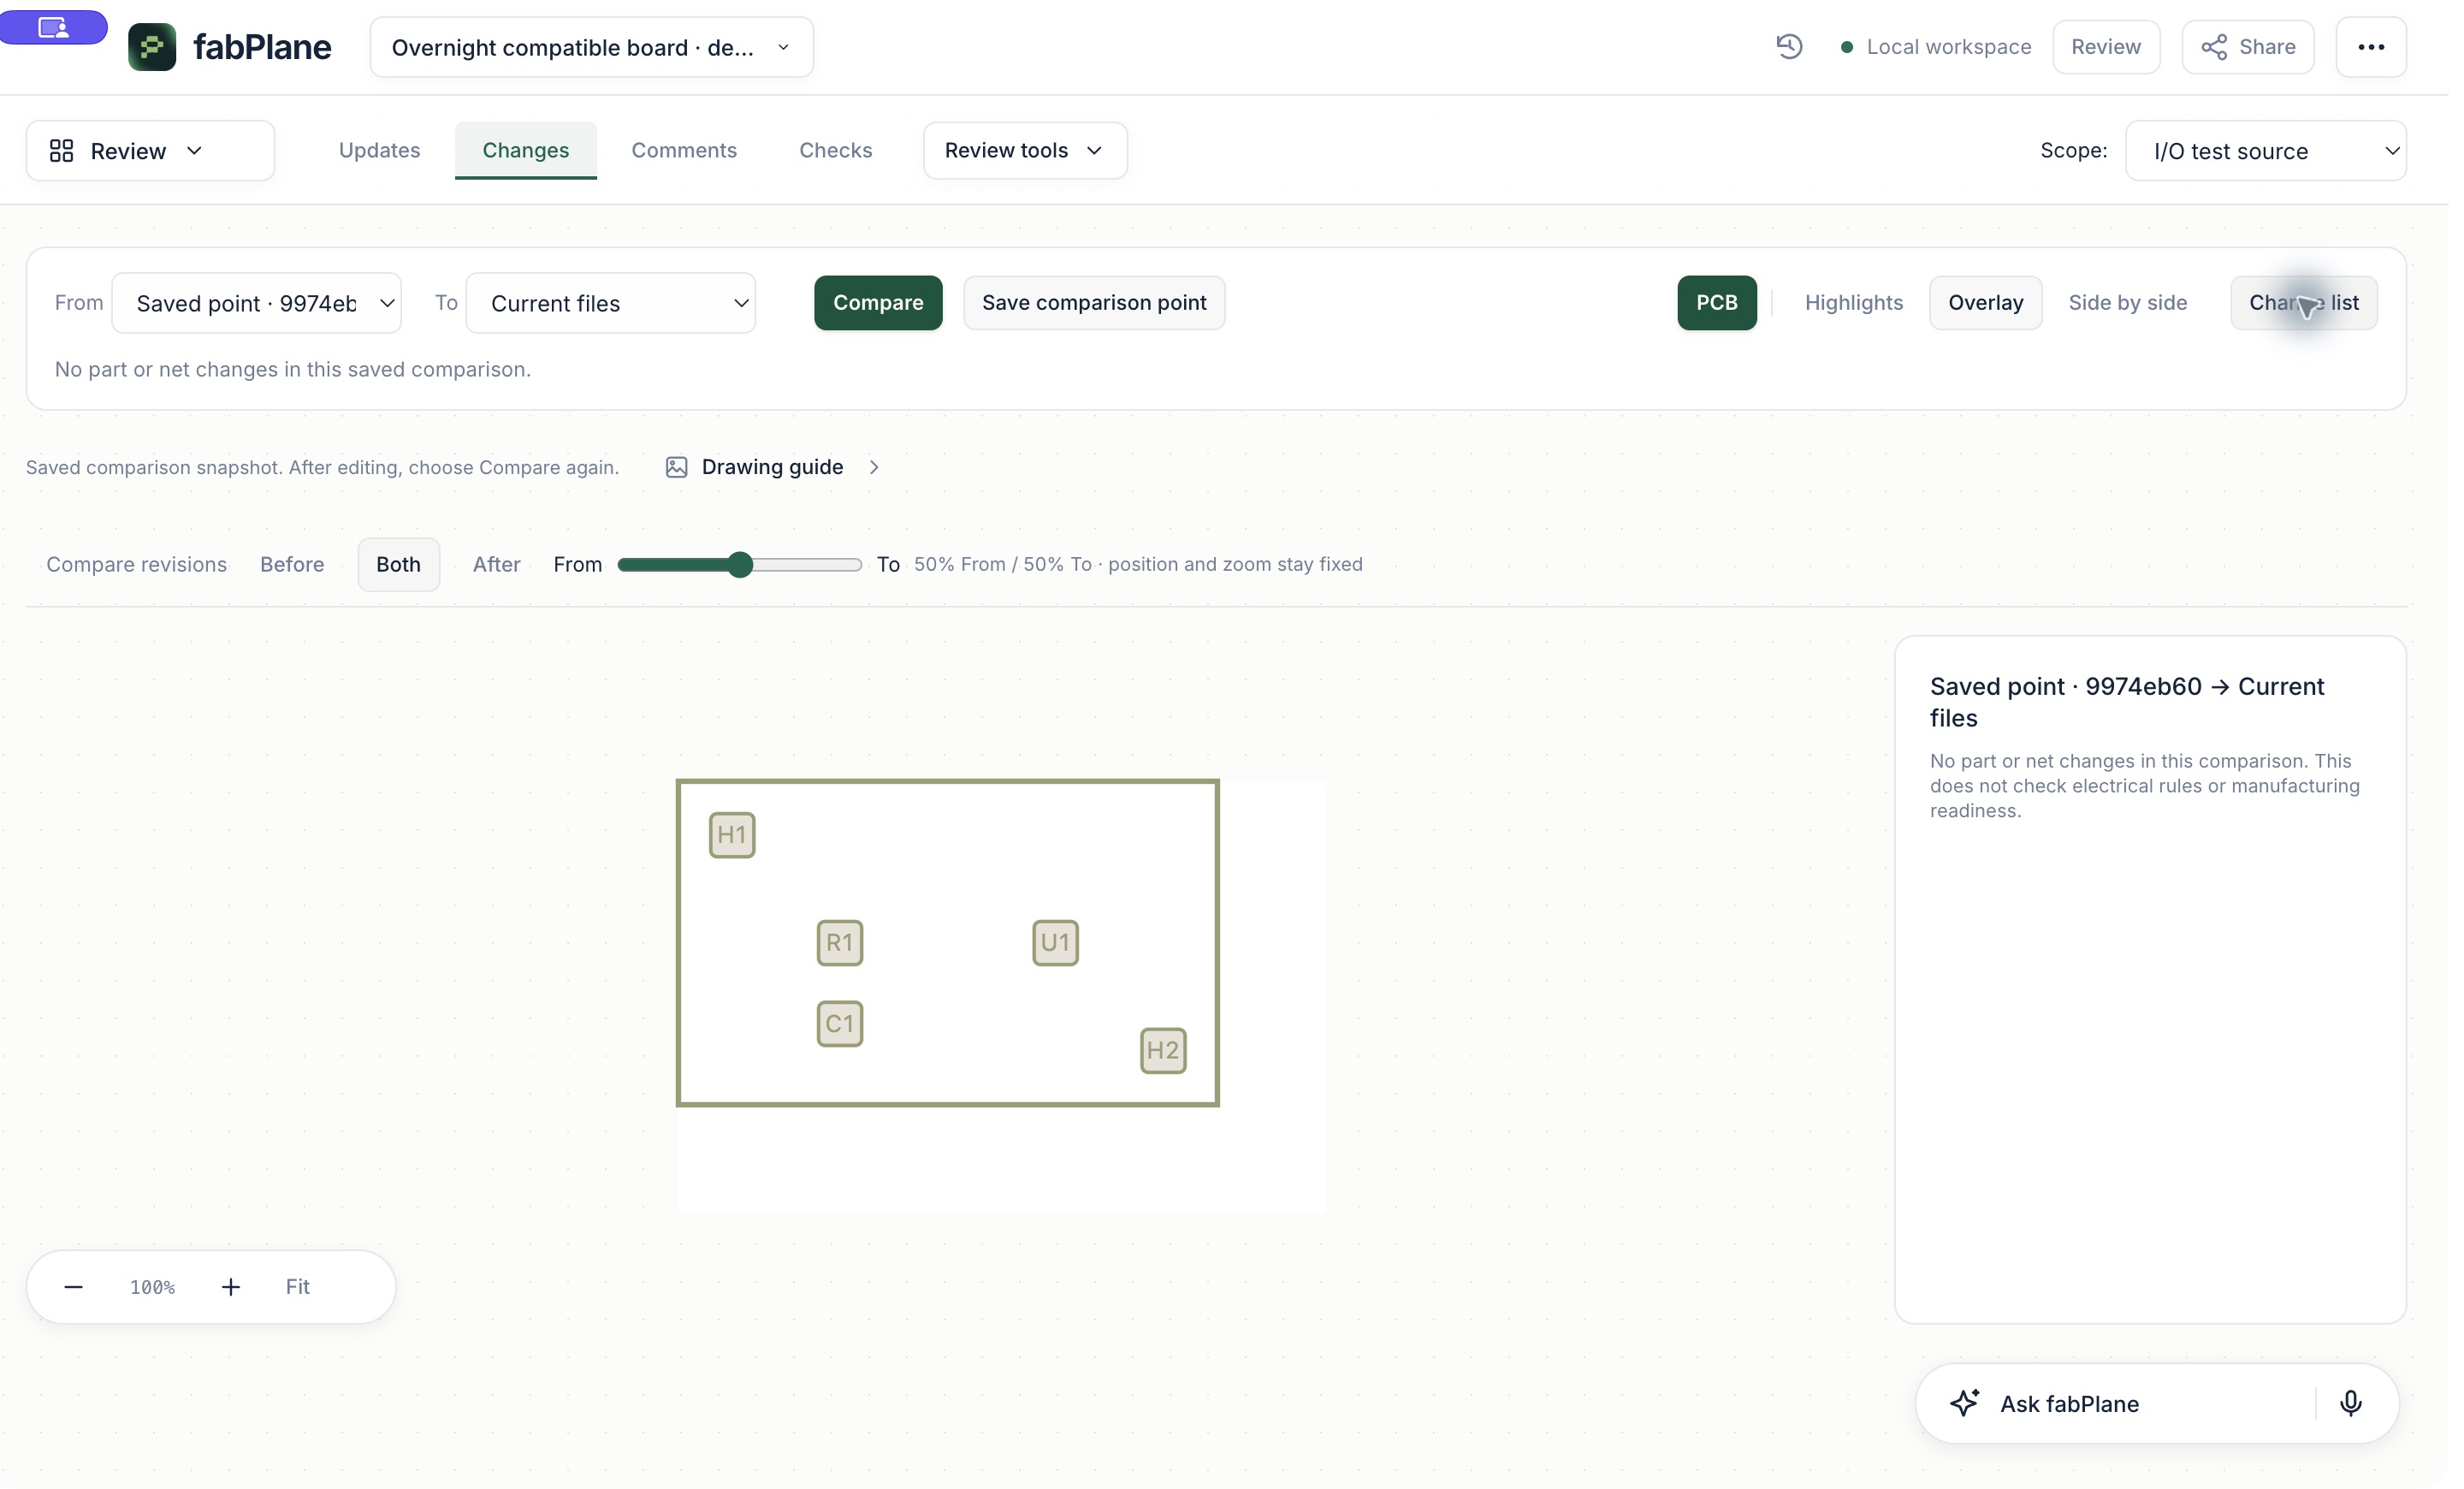 fabPlane
Overnight compatible board · de...
Local workspace
Review
Share
Review
Updates
Changes
Comments
Checks
Review tools
Scope:
I/O test source
From
Saved point · 9974eb
To
Current files
Compare
Save comparison point
PCB
Highlights
Overlay
Side by side
list
No part or net changes in this saved comparison.
Saved comparison snapshot. After editing, choose Compare again.
Drawing guide
Compare revisions
Before
Both
After
From
To
50% From / 50% To · position and zoom stay fixed
Saved point · 9974eb60 → Current
files
No part or net changes in this comparison. This
does not check electrical rules or manufacturing
readiness.
H1
R1
U1
C1
H2
100%
Fit
Ask fabPlane